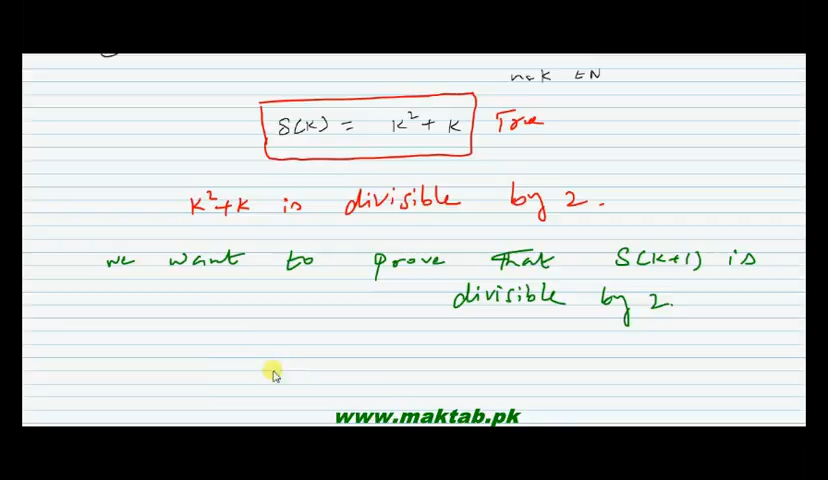 n=k ∈ N
S(k) = k²+ k True
k²+k is divisible by 2.
we want to prove that S(k+1) is
divisible by 2.
www.maktab.pk